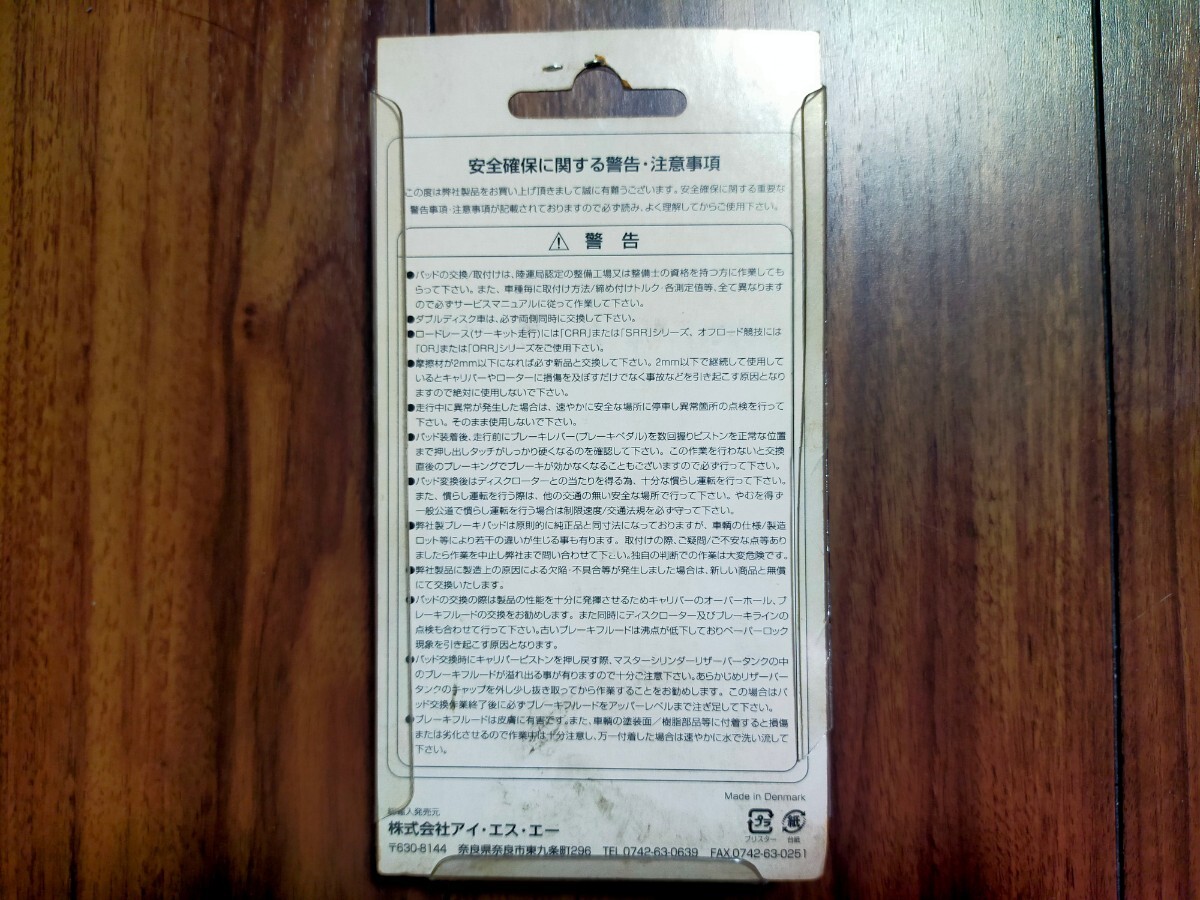 安全確保に関する警告・注意事項
この度は弊社製品をお買い上げ頂きまして誠に有難うございます。安全確保に関する重要な
警告事項・注意事項が記載されておりますので必ず読み、よく理解してからご使用下さい。
⚠ 警告
●パッドの交換/取付けは、陸運局認定の整備工場又は整備士の資格を持つ方に作業しても
らって下さい。また、車種毎に取付け方法/締め付けトルク・各測定値等、全て異なります
ので必ずサービスマニュアルに従って作業して下さい。
●ダブルディスク車は、必ず両側同時に交換して下さい。
●ロードレース(サーキット走行)には「CRR」または「SRR」シリーズ、オフロード競技には
「OR」または「ORR」シリーズをご使用下さい。
●摩擦材が2mm以下になれば必ず新品と交換して下さい。2mm以下で継続して使用して
いるとキャリパーやローターに損傷を及ぼすだけでなく事故などを引き起こす原因となり
ますので絶対に使用しないで下さい。
●走行中に異常が発生した場合は、速やかに安全な場所に停車し異常箇所の点検を行って
下さい。そのまま使用しないで下さい。
●パッド装着後、走行前にブレーキレバー(ブレーキペダル)を数回握りピストンを正常な位置
まで押し出しタッチがしっかり硬くなるのを確認して下さい。この作業を行わないと交換
直後のブレーキングでブレーキが効かなくなることもございますので必ず行って下さい。
●パッド変換後はディスクローターとの当たりを得る為、十分な慣らし運転を行って下さい。
また、慣らし運転を行う際は、他の交通の無い安全な場所で行って下さい。やむを得ず
一般公道で慣らし運転を行う場合は制限速度/交通法規を必ず守って下さい。
●弊社製ブレーキパッドは原則的に純正品と同寸法になっておりますが、車輌の仕様/製造
ロット等により若干の違いが生じる事も有ります。取付けの際、ご疑問/ご不安な点等あり
ましたら作業を中止し弊社まで問い合わせて下さい。独自の判断での作業は大変危険です。
●弊社製品に製造上の原因による欠陥・不具合等が発生しました場合は、新しい商品と無償
にて交換いたします。
●パッドの交換の際は製品の性能を十分に発揮させるためキャリパーのオーバーホール、ブ
レーキフルードの交換をお勧めします。また同時にディスクローター及びブレーキラインの
点検も合わせて行って下さい。古いブレーキフルードは沸点が低下しておりベーパーロック
現象を引き起こす原因となります。
●パッド交換時にキャリパーピストンを押し戻す際、マスターシリンダーリザーバータンクの中
のブレーキフルードが溢れ出る事が有りますので十分ご注意下さい。あらかじめリザーバー
タンクのキャップを外し少し抜き取ってから作業することをお勧めします。この場合はパ
ッド交換作業終了後に必ずブレーキフルードをアッパーレベルまで注ぎ足して下さい。
●ブレーキフルードは皮膚に有害です。また、車輌の塗装面/樹脂部品等に付着すると損傷
または劣化させるので作業中は十分注意し、万一付着した場合は速やかに水で洗い流して
下さい。
Made in Denmark
総輸入発売元
株式会社アイ・エス・エー
プラ 紙
ブリスター 台紙
〒630-8144 奈良県奈良市東九条町296 TEL 0742-63-0639 FAX 0742-63-0251